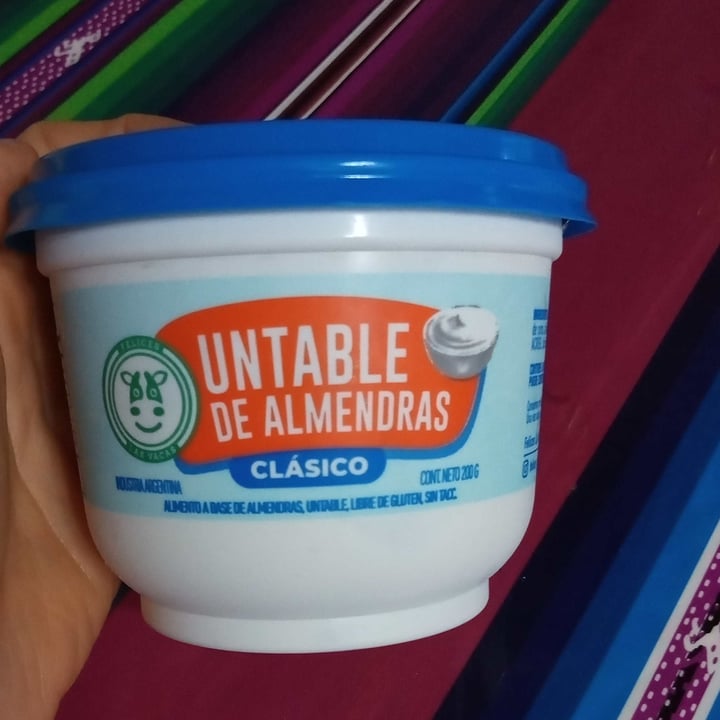 FELICES
LAS VACAS
UNTABLE
DE ALMENDRAS
CLÁSICO
INDUSTRIA ARGENTINA
CONT. NETO 200 G
ALIMENTO A BASE DE ALMENDRAS, UNTABLE, LIBRE DE GLUTEN, SIN TACC.